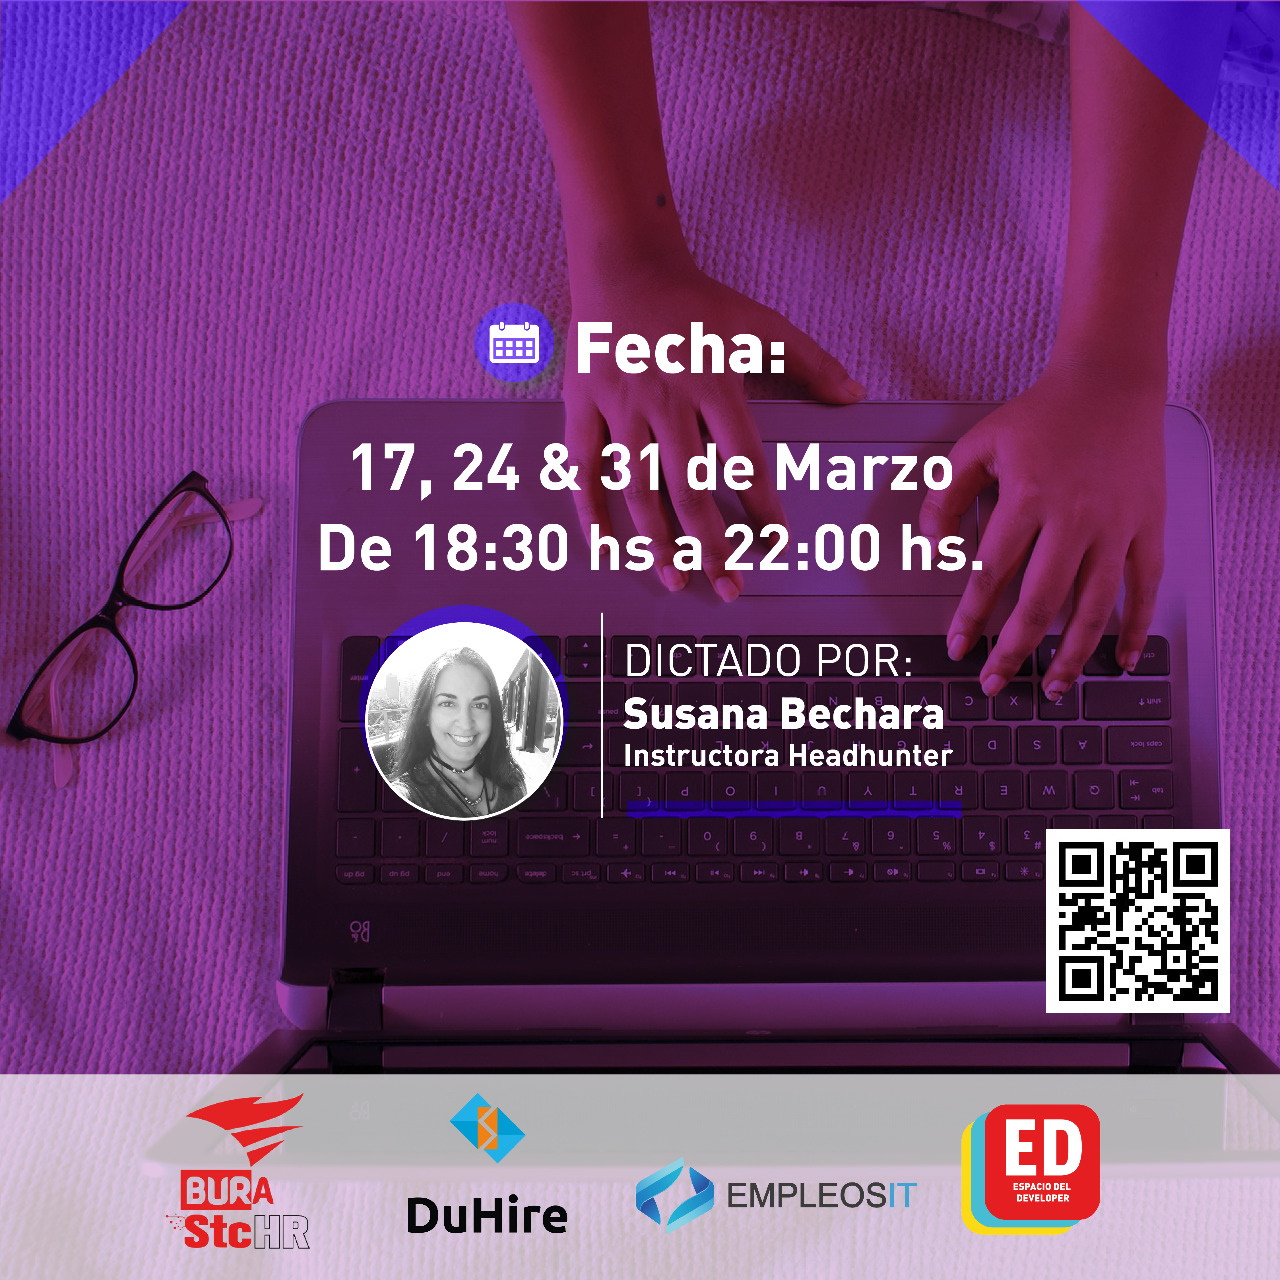 Fecha:
17, 24 & 31 de Marzo
De 18:30 hs a 22:00 hs.
DICTADO POR:
Susana Bechara
Instructora Headhunter
BURA
StcHR
DuHire
EMPLEOSIT
ED
ESPACIO DEL
DEVELOPER